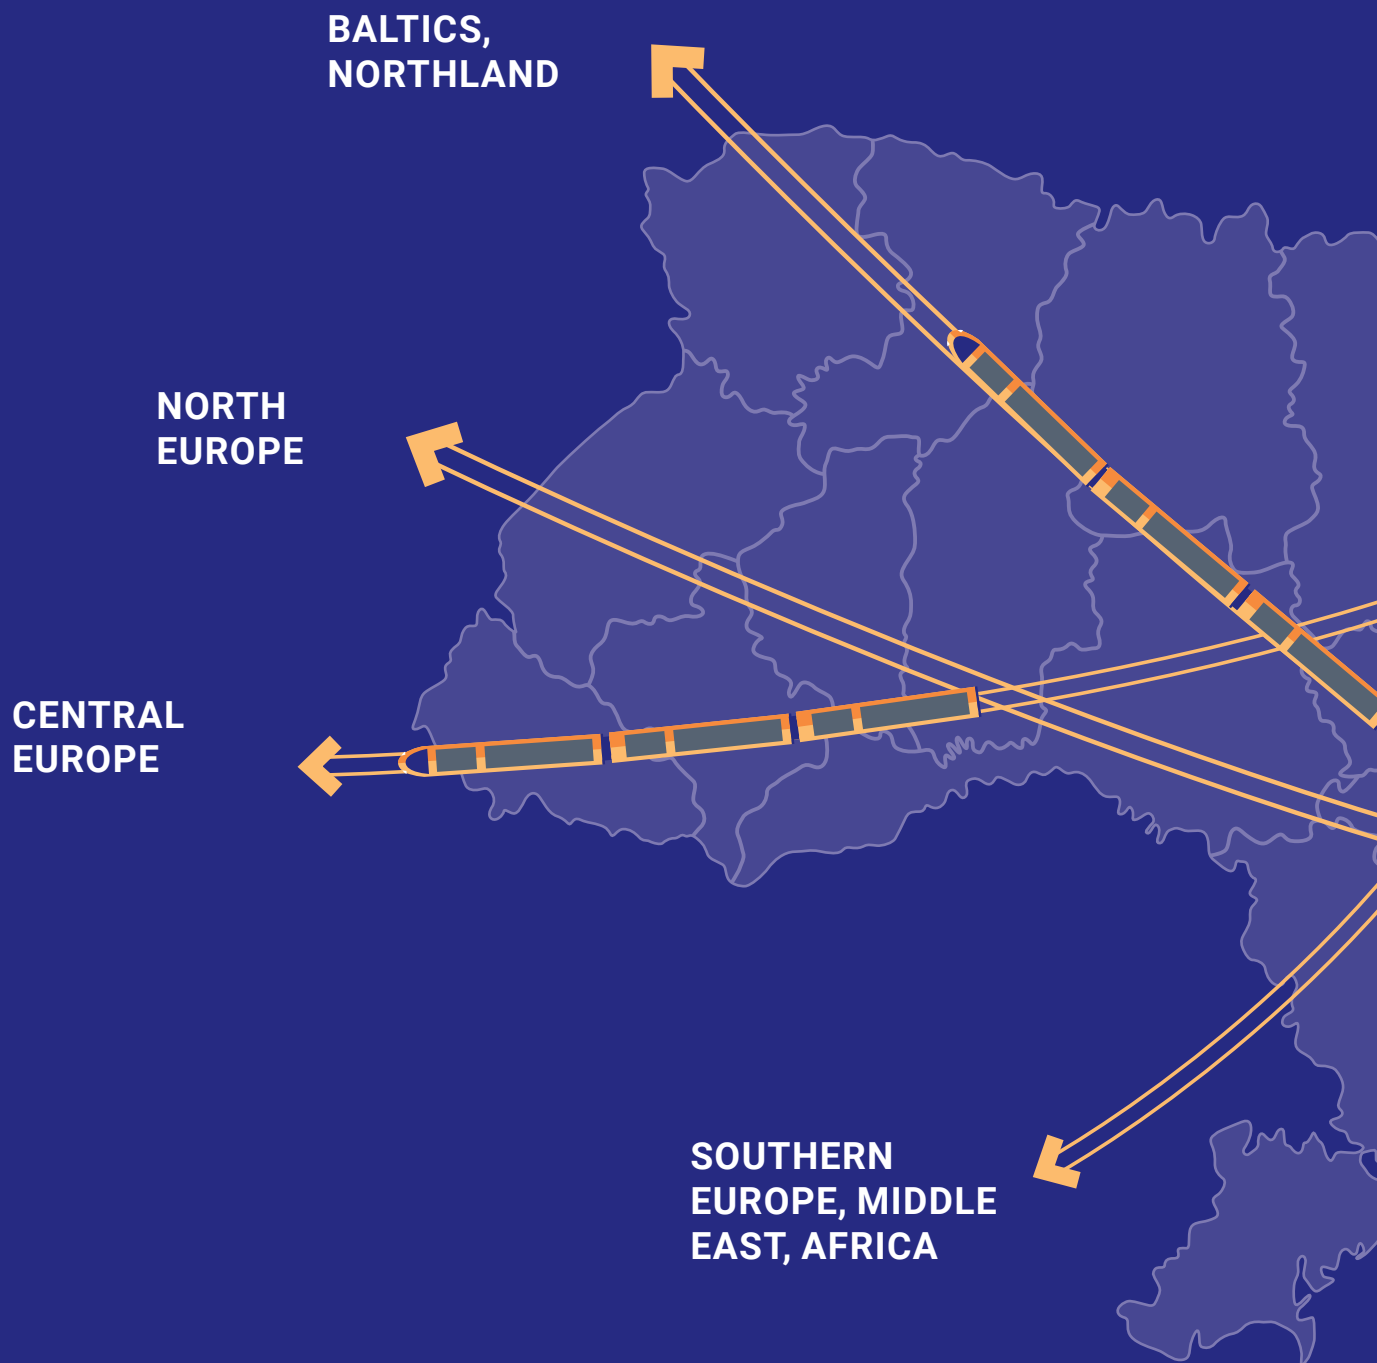 BALTICS,
NORTHLAND
NORTH
EUROPE
CENTRAL
EUROPE
SOUTHERN
EUROPE, MIDDLE
EAST, AFRICA